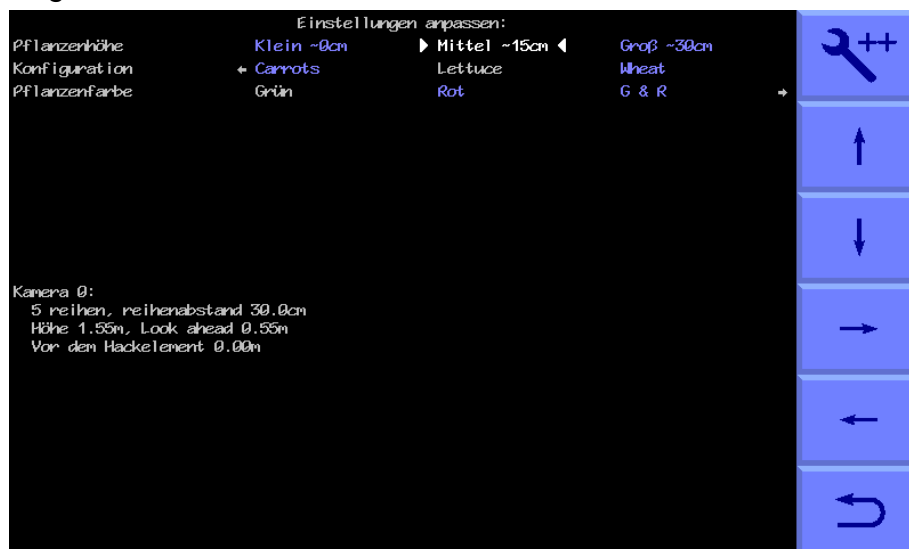 Einstellungen anpassen:
Pflanzenhöhe Klein ~0cm Mittel ~15cm Groß ~30cm
Konfiguration Carrots Lettuce Wheat
Pflanzenfarbe Grün Rot G & R
Kamera 0:
5 reihen, reihenabstand 30.0cm
Höhe 1.55m, Look ahead 0.55m
Vor dem Hackelement 0.00m
++